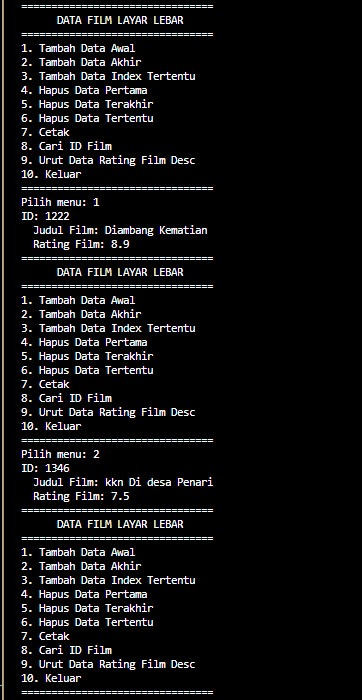 ================================
DATA FILM LAYAR LEBAR
================================
1. Tambah Data Awal
2. Tambah Data Akhir
3. Tambah Data Index Tertentu
4. Hapus Data Pertama
5. Hapus Data Terakhir
6. Hapus Data Tertentu
7. Cetak
8. Cari ID Film
9. Urut Data Rating Film Desc
10. Keluar
================================
Pilih menu: 1
ID: 1222
Judul Film: Diambang Kematian
Rating Film: 8.9
================================
DATA FILM LAYAR LEBAR
================================
1. Tambah Data Awal
2. Tambah Data Akhir
3. Tambah Data Index Tertentu
4. Hapus Data Pertama
5. Hapus Data Terakhir
6. Hapus Data Tertentu
7. Cetak
8. Cari ID Film
9. Urut Data Rating Film Desc
10. Keluar
================================
Pilih menu: 2
ID: 1346
Judul Film: kkn Di desa Penari
Rating Film: 7.5
================================
DATA FILM LAYAR LEBAR
================================
1. Tambah Data Awal
2. Tambah Data Akhir
3. Tambah Data Index Tertentu
4. Hapus Data Pertama
5. Hapus Data Terakhir
6. Hapus Data Tertentu
7. Cetak
8. Cari ID Film
9. Urut Data Rating Film Desc
10. Keluar
================================